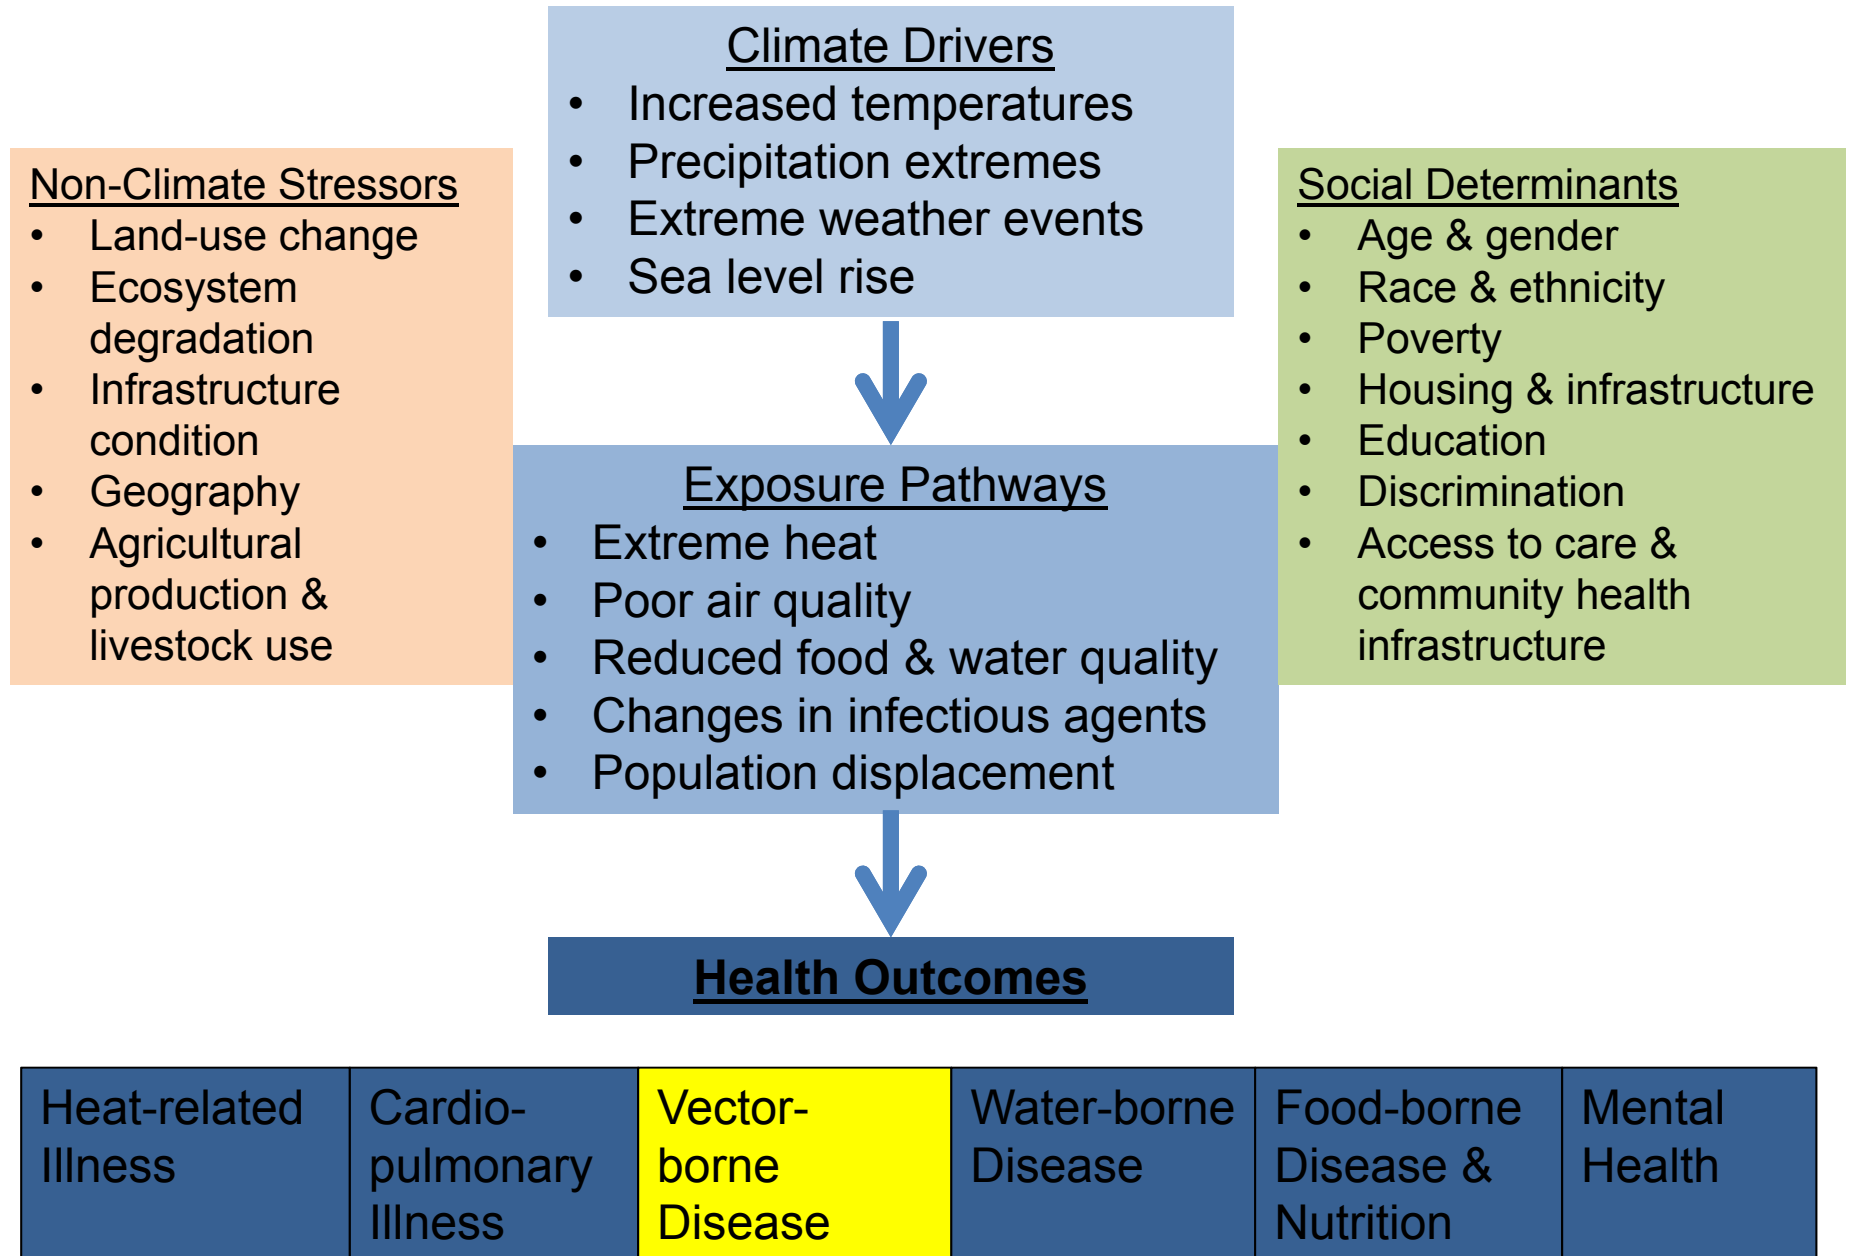 Climate Drivers
• Increased temperatures
• Precipitation extremes
• Extreme weather events
• Sea level rise
Non-Climate Stressors
• Land-use change
• Ecosystem
degradation
• Infrastructure
condition
• Geography
• Agricultural
production &
livestock use
Social Determinants
• Age & gender
• Race & ethnicity
• Poverty
• Housing & infrastructure
• Education
• Discrimination
• Access to care &
community health
infrastructure
Exposure Pathways
• Extreme heat
• Poor air quality
• Reduced food & water quality
• Changes in infectious agents
• Population displacement
Health Outcomes
Heat-related
Illness
Cardio-
pulmonary
Illness
Vector-
borne
Disease
Water-borne
Disease
Food-borne
Disease &
Nutrition
Mental
Health